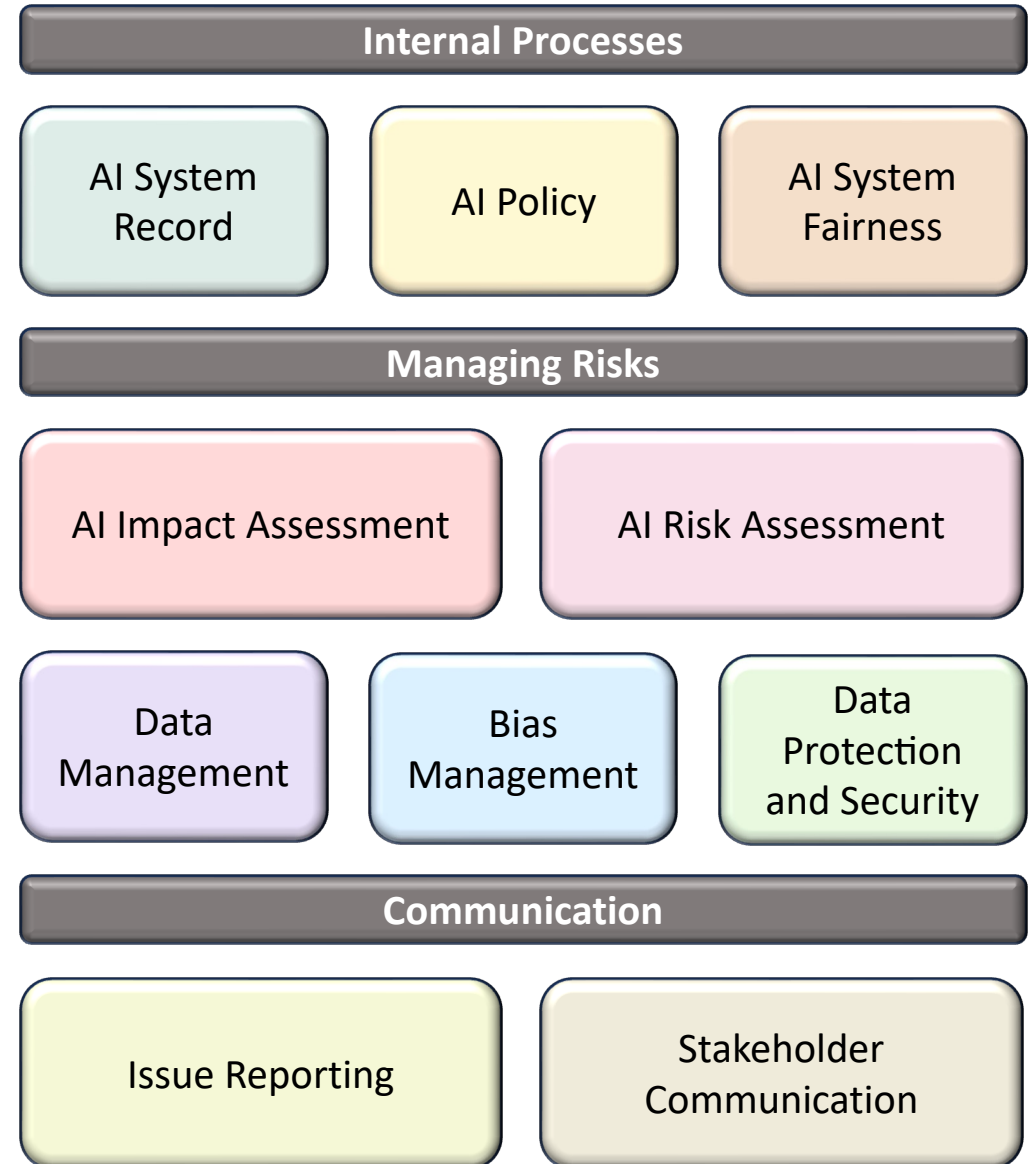 Internal Processes
AI System
Record
AI Policy
AI System
Fairness
Managing Risks
AI Impact Assessment
AI Risk Assessment
Data
Management
Bias
Management
Data
Protection
and Security
Communication
Issue Reporting
Stakeholder
Communication